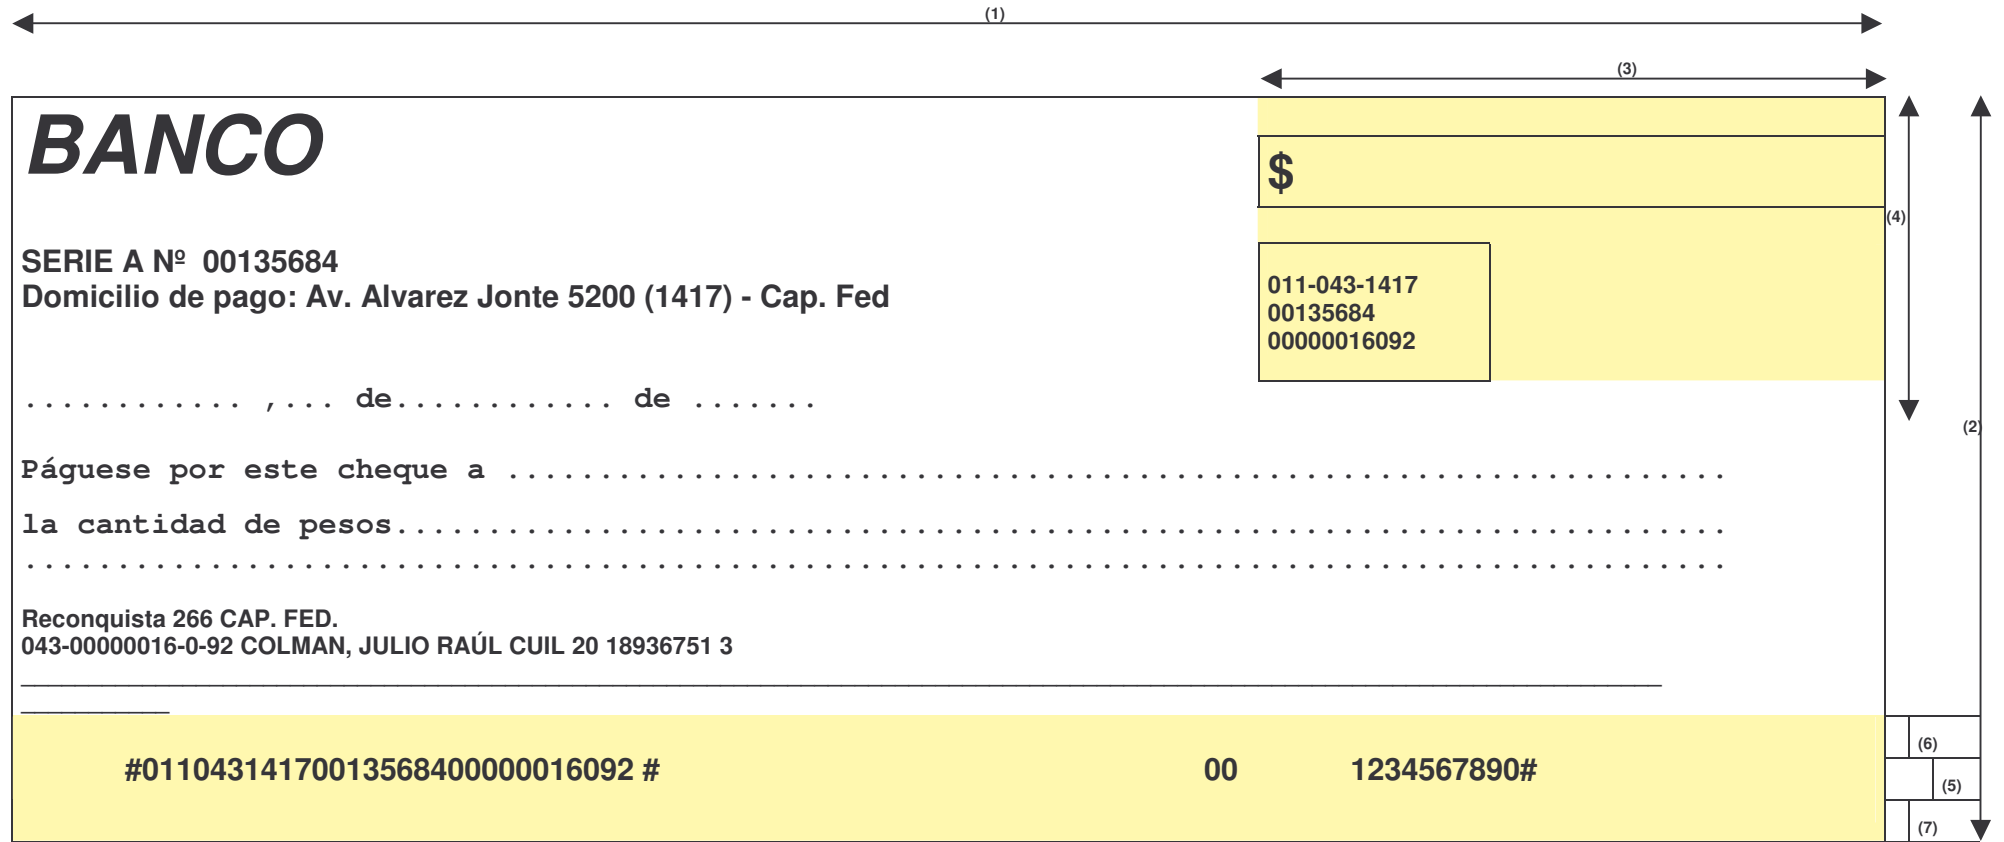 (1)
(3)
BANCO
$
(4)
SERIE A Nº 00135684
Domicilio de pago: Av. Alvarez Jonte 5200 (1417) - Cap. Fed
011-043-1417
00135684
00000016092
............ ,... de............ de .......
(2)
Páguese por este cheque a ..................................................................
la cantidad de pesos........................................................................
............................................................................................
Reconquista 266 CAP. FED.
043-00000016-0-92 COLMAN, JULIO RAÚL CUIL 20 18936751 3
(6)
#0110431417001356840000001​6092 # 00 1234567890#
(5)
(7)